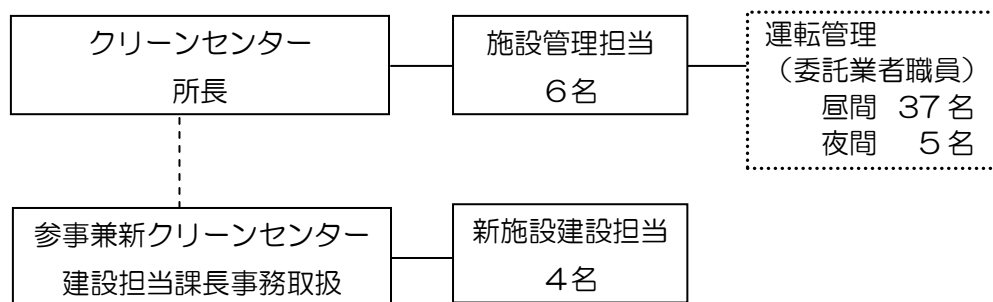 クリーンセンター
所長
施設管理担当
６名
運転管理
（委託業者職員）
昼間 37名
夜間 5名
参事兼新クリーンセンター
建設担当課長事務取扱
新施設建設担当
４名